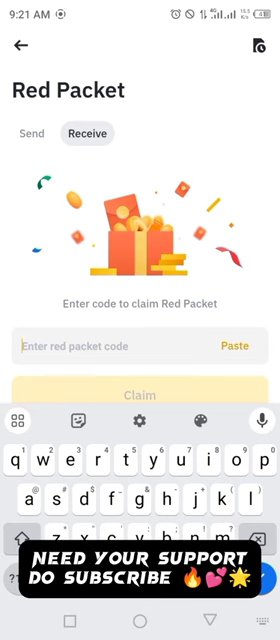 9:21 AM
Red Packet
Send
Receive
Enter code to claim Red Packet
Enter red packet code
Paste
Claim
q w e r t y u i o p
a s d f g h j k l
NEED YOUR SUPPORT
DO SUBSCRIBE 🔥💕🌟